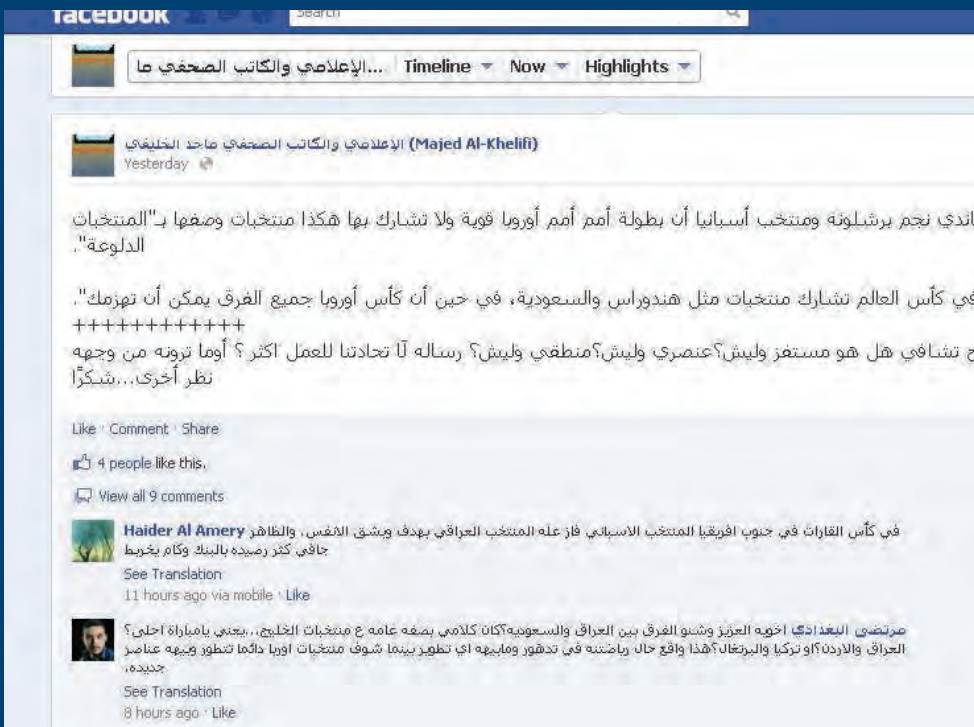 facebook
Search
الإعلامي والكاتب الصحفي ما... Timeline Now Highlights
الإعلامي والكاتب الصحفي ماجد الخليفي (Majed Al-Khelifi)
Yesterday
نجم برشلونه ومنتخب أسبانيا أن بطولة أمم أمم أوروبا قوية ولا تشارك بها هكذا منتخبات وصفها بـ"المنتخبات
الدلوعة".
في كأس العالم تشارك منتخبات مثل هندوراس والسعودية، في حين أن كأس أوروبا جميع الفرق يمكن أن تهزمك".
++++++++++++
تشافي هل هو مستفز وليش؟عنصري وليش؟منطقي وليش؟ رساله لآ تحادتنا للعمل اكثر ؟ أوما ترونه من وجهه
نظر أخرى...شكرًا
Like · Comment · Share
4 people like this.
View all 9 comments
Haider Al Amery في كأس القارات في جنوب افريقيا المنتخب الاسباني فاز عله المنتخب العراقي بهدف وبشق الانفس، والظاهر
جافي كثر رصيده بالبنك وكام يخربط
See Translation
11 hours ago via mobile · Like
مرتضى البغدادي اخويه العزيز وشنو الفرق بين العراق والسعوديه؟كان كلامي بصفه عامه ع منتخبات الخليج...يعني يامباراة احلى؟
العراق والاردن؟او تركيا والبرتغال؟هذا واقع حال رياضتنه في تدهور ومابيهه اي تطوير بينما شوف منتخبات اوربا دائما تتطور وبيهه عناصر
جديده،
See Translation
8 hours ago · Like